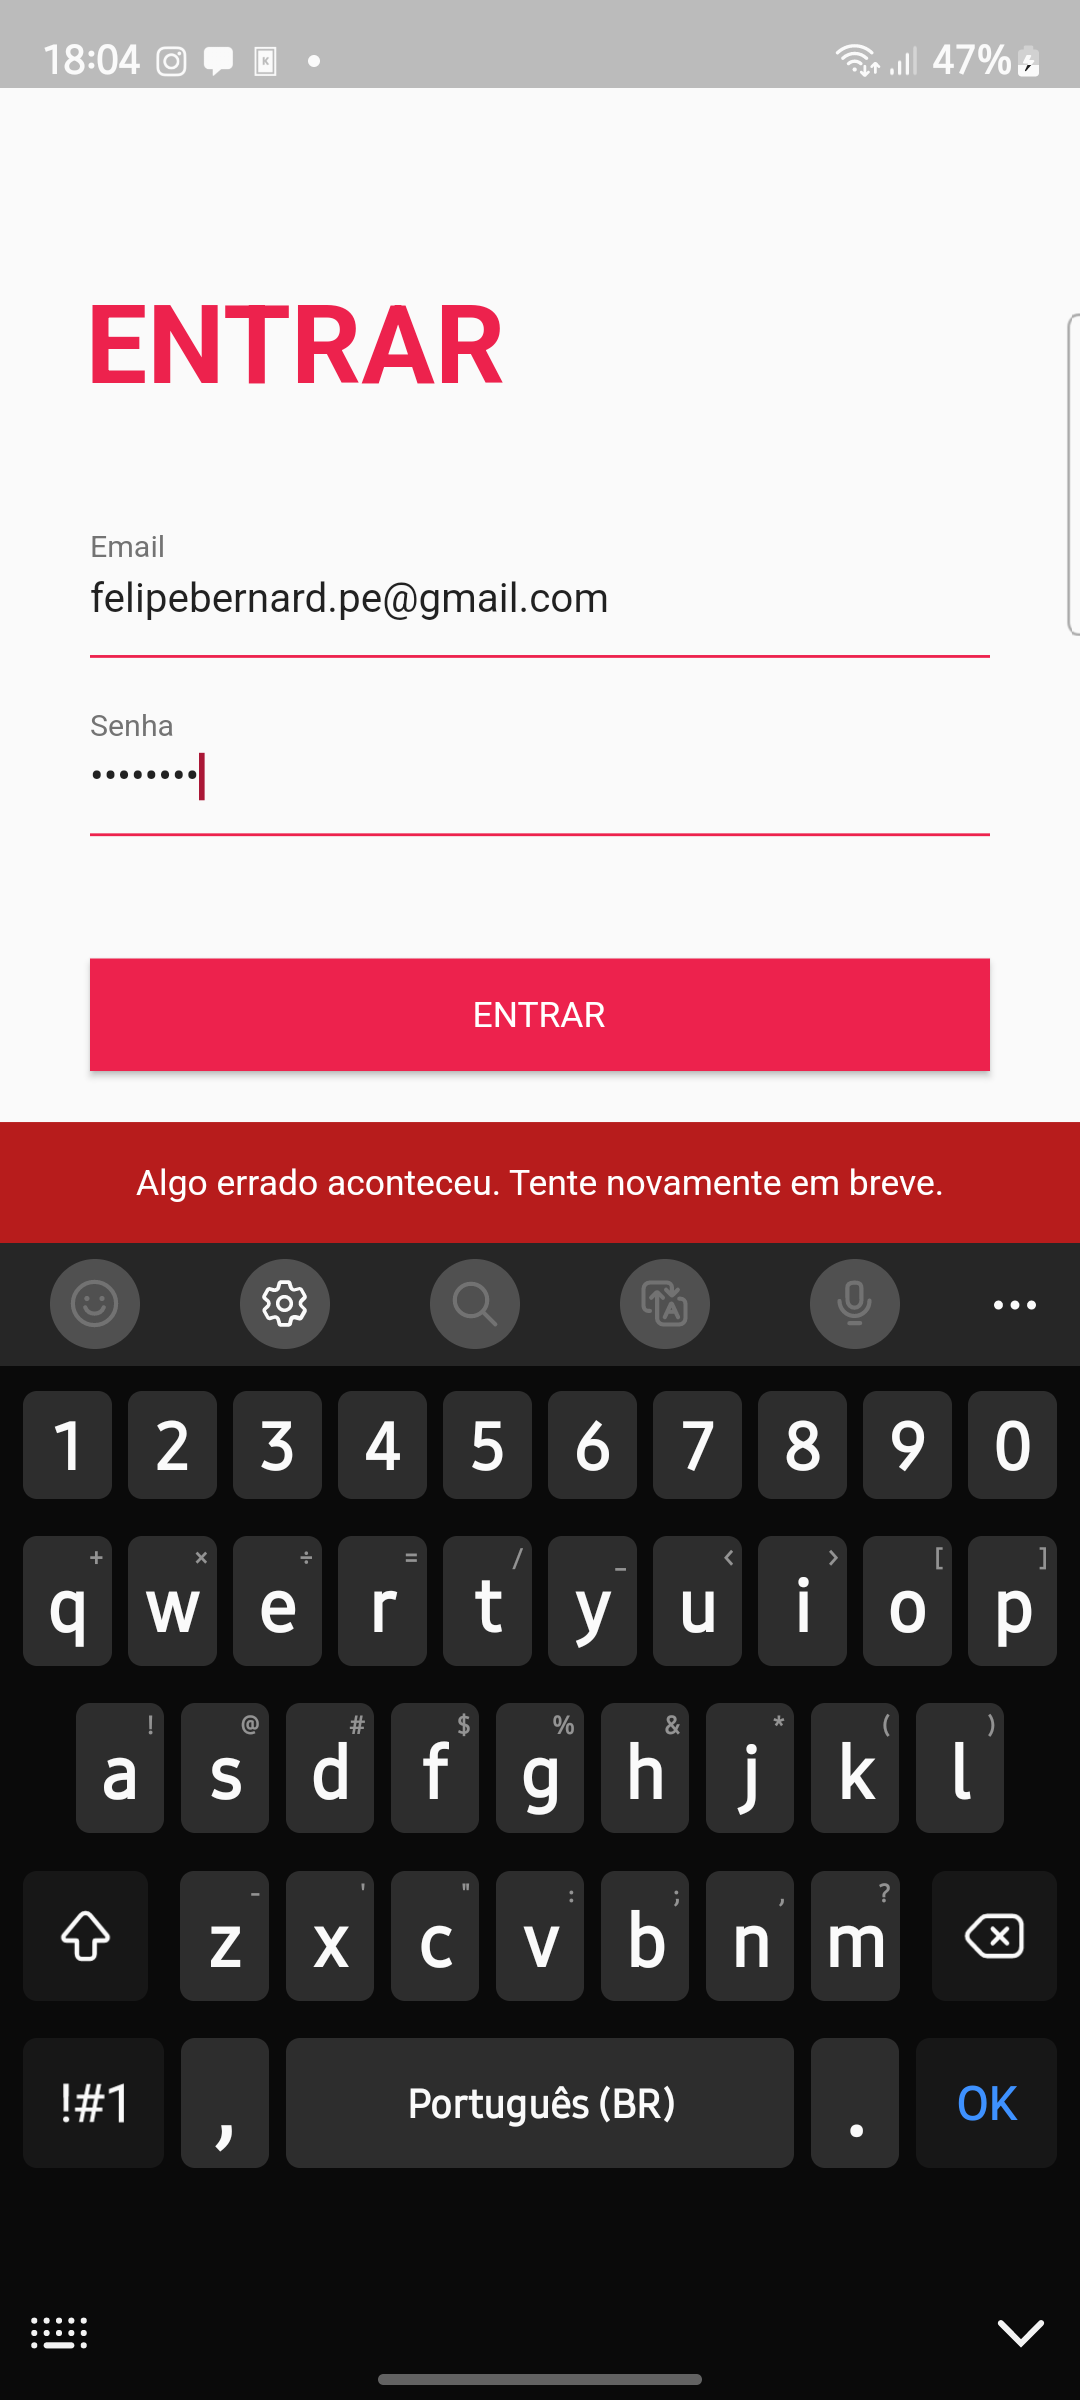 18:04 K 47%
ENTRAR
Email
felipebernard.pe@gmail.com
Senha
••••••••
ENTRAR
Algo errado aconteceu. Tente novamente em breve.
1 2 3 4 5 6 7 8 9 0
+ × ÷ = / _ < > [ ]
q w e r t y u i o p
! @ # $ % & * ( )
a s d f g h j k l
- ' " : ; , ?
z x c v b n m
!#1 , Português (BR) . OK